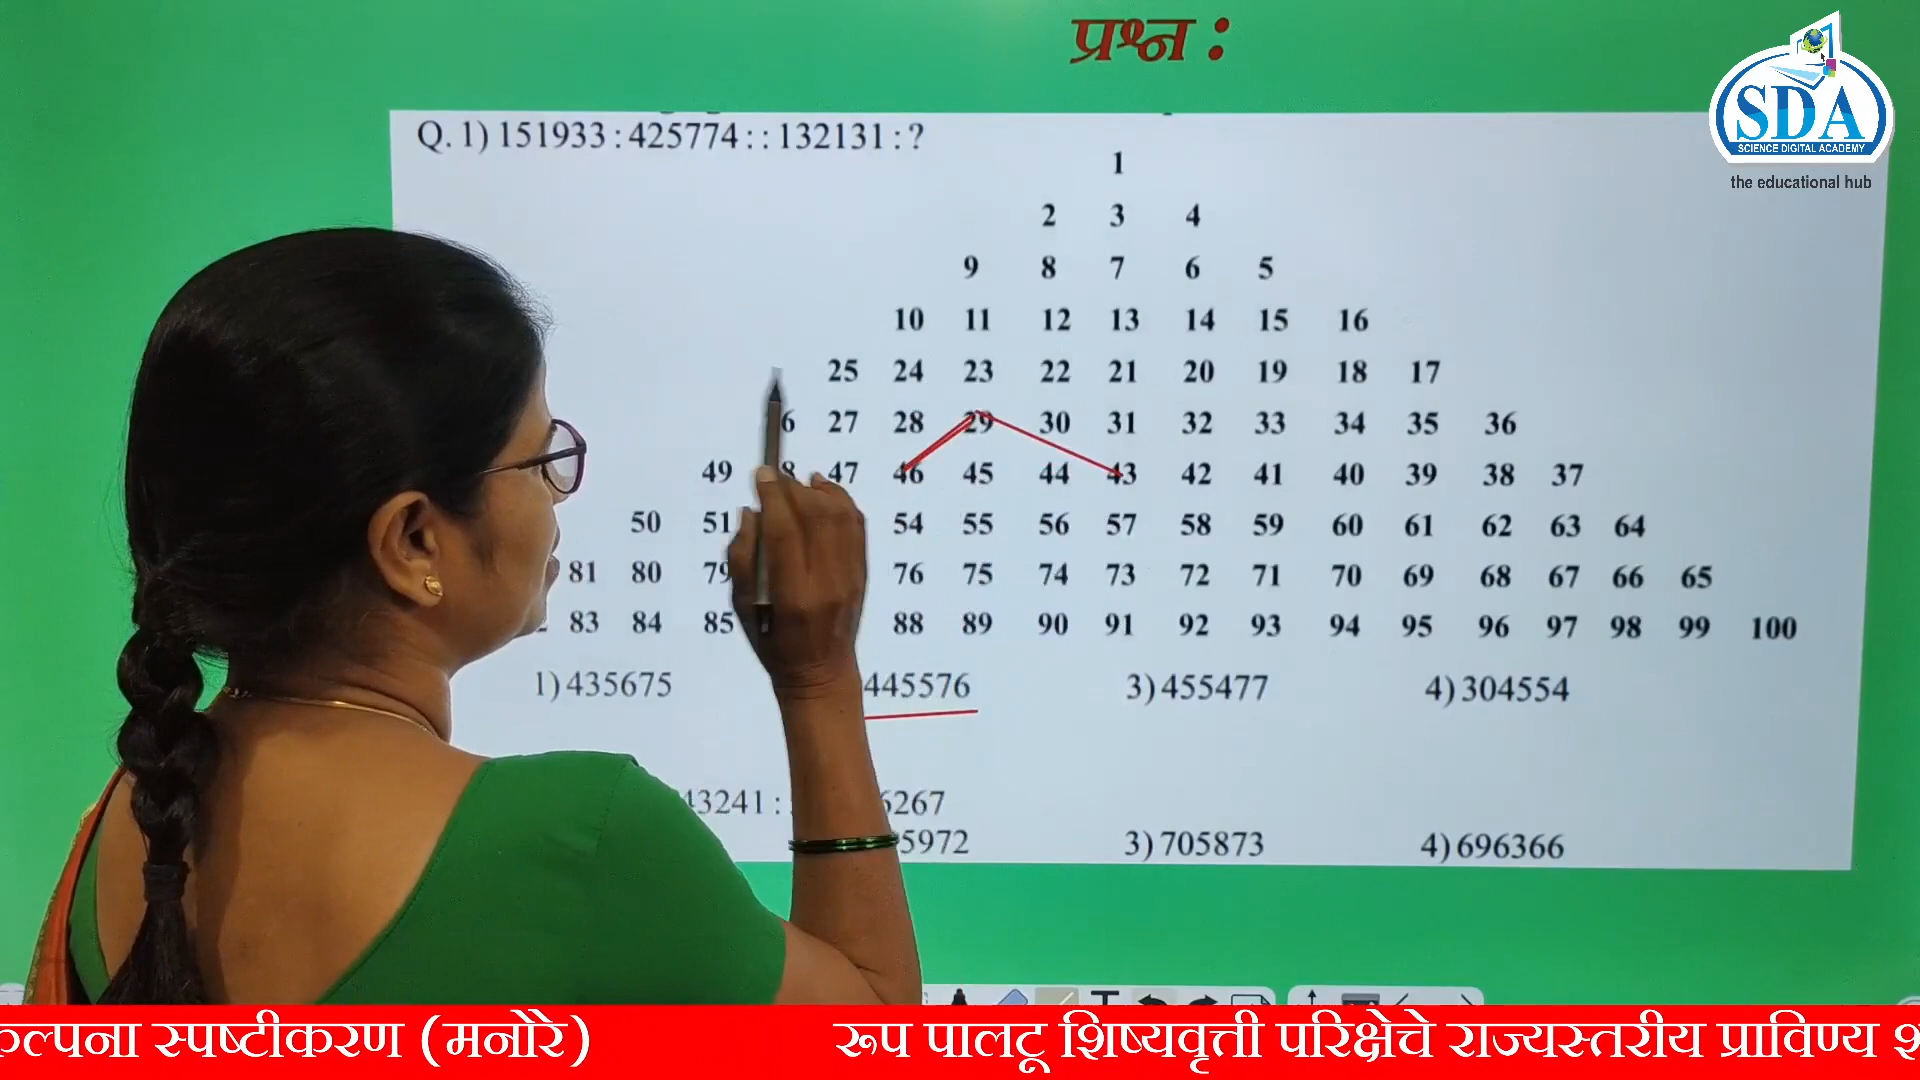 प्रश्न :
SDA
SCIENCE DIGITAL ACADEMY
the educational hub
Q. 1) 151933 : 425774 : : 132131 : ?
1
2 3 4
9 8 7 6 5
10 11 12 13 14 15 16
25 24 23 22 21 20 19 18 17
27 28 29 30 31 32 33 34 35 36
49 47 46 45 44 43 42 41 40 39 38 37
50 51 54 55 56 57 58 59 60 61 62 63 64
81 80 79 76 75 74 73 72 71 70 69 68 67 66 65
83 84 85 88 89 90 91 92 93 94 95 96 97 98 99 100
1) 435675 445576 3) 455477 4) 304554
43241 : 6267
5972 3) 705873 4) 696366
कल्पना स्पष्टीकरण (मनोरे) रूप पालटू शिष्यवृत्ती परिक्षेचे राज्यस्तरीय प्राविण्य